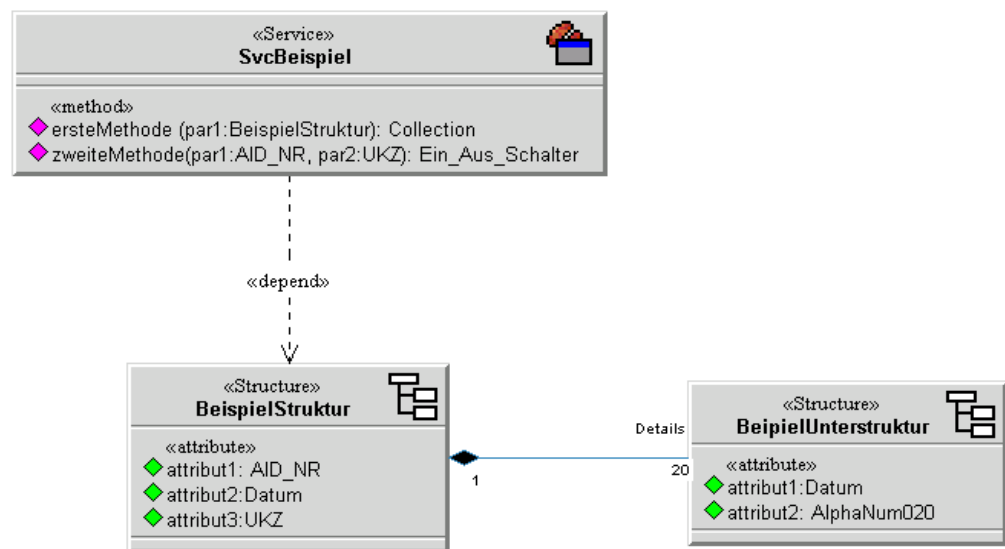 «Service»
SvcBeispiel
«method»
ersteMethode (par1:BeispielStruktur): Collection
zweiteMethode(par1:AID_NR, par2:UKZ): Ein_Aus_Schalter
«depend»
«Structure»
BeispielStruktur
«attribute»
attribut1: AID_NR
attribut2:Datum
attribut3:UKZ
1
Details
20
«Structure»
BeipielUnterstruktur
«attribute»
attribut1:Datum
attribut2: AlphaNum020